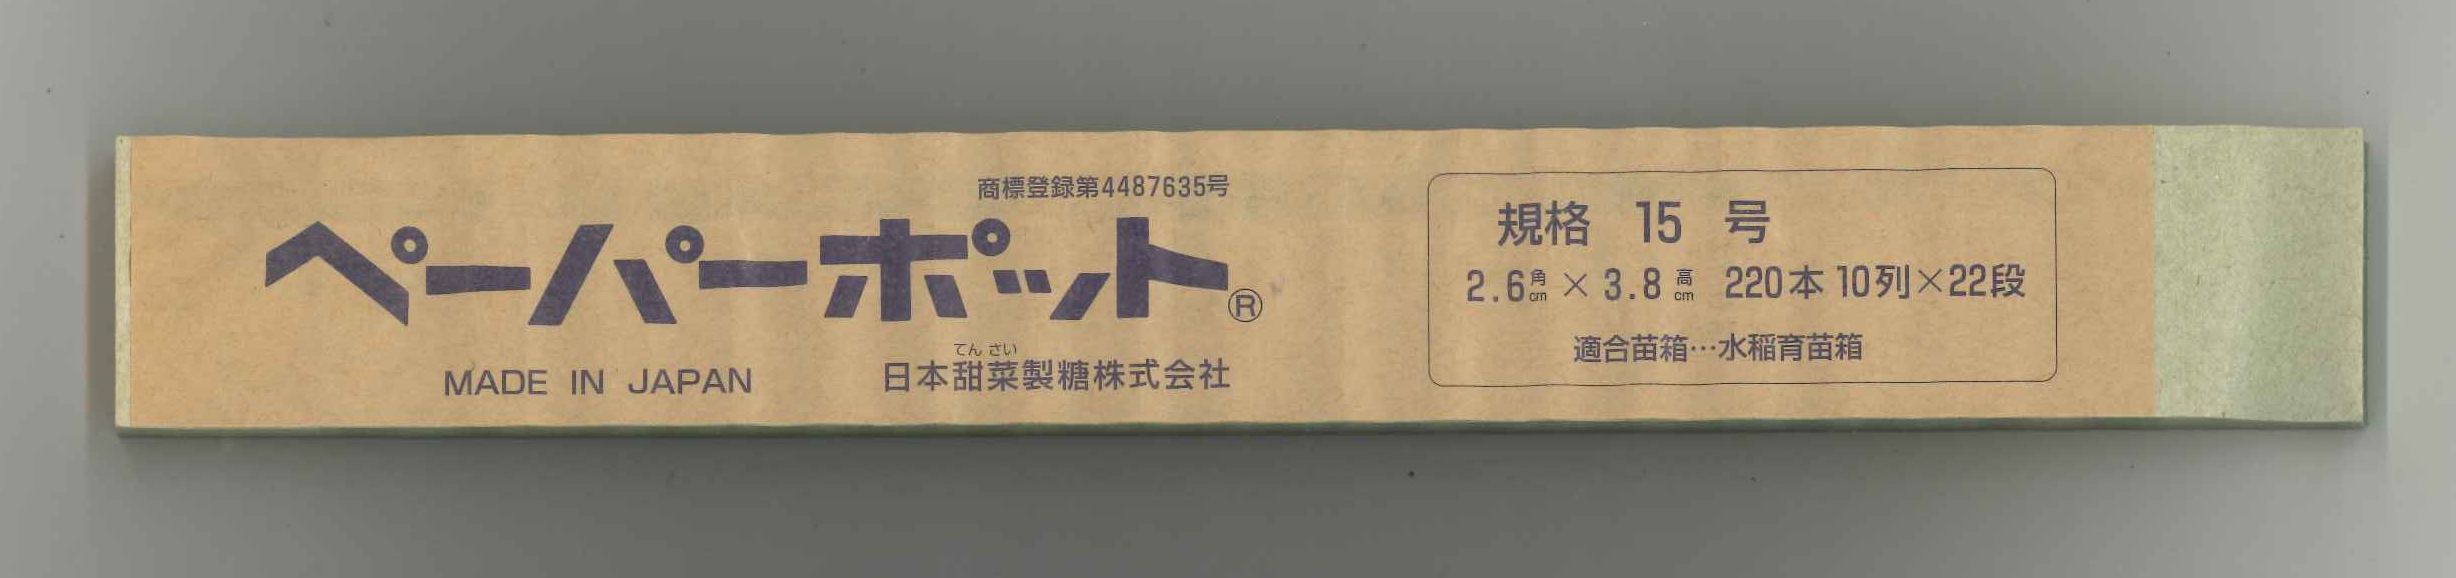 商標登録第4487635号
ペーパーポット®
てんさい
MADE IN JAPAN 日本甜菜製糖株式会社
規格 15 号
2.6角cm × 3.8高cm 220本 10列×22段
適合苗箱…水稲育苗箱